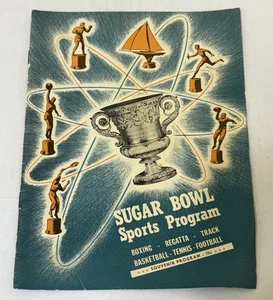 SUGAR BOWL
Sports Program
BOXING · REGATTA · TRACK
BASKETBALL-TENNIS-FOOTBALL
SOUVENIR PROGRAM